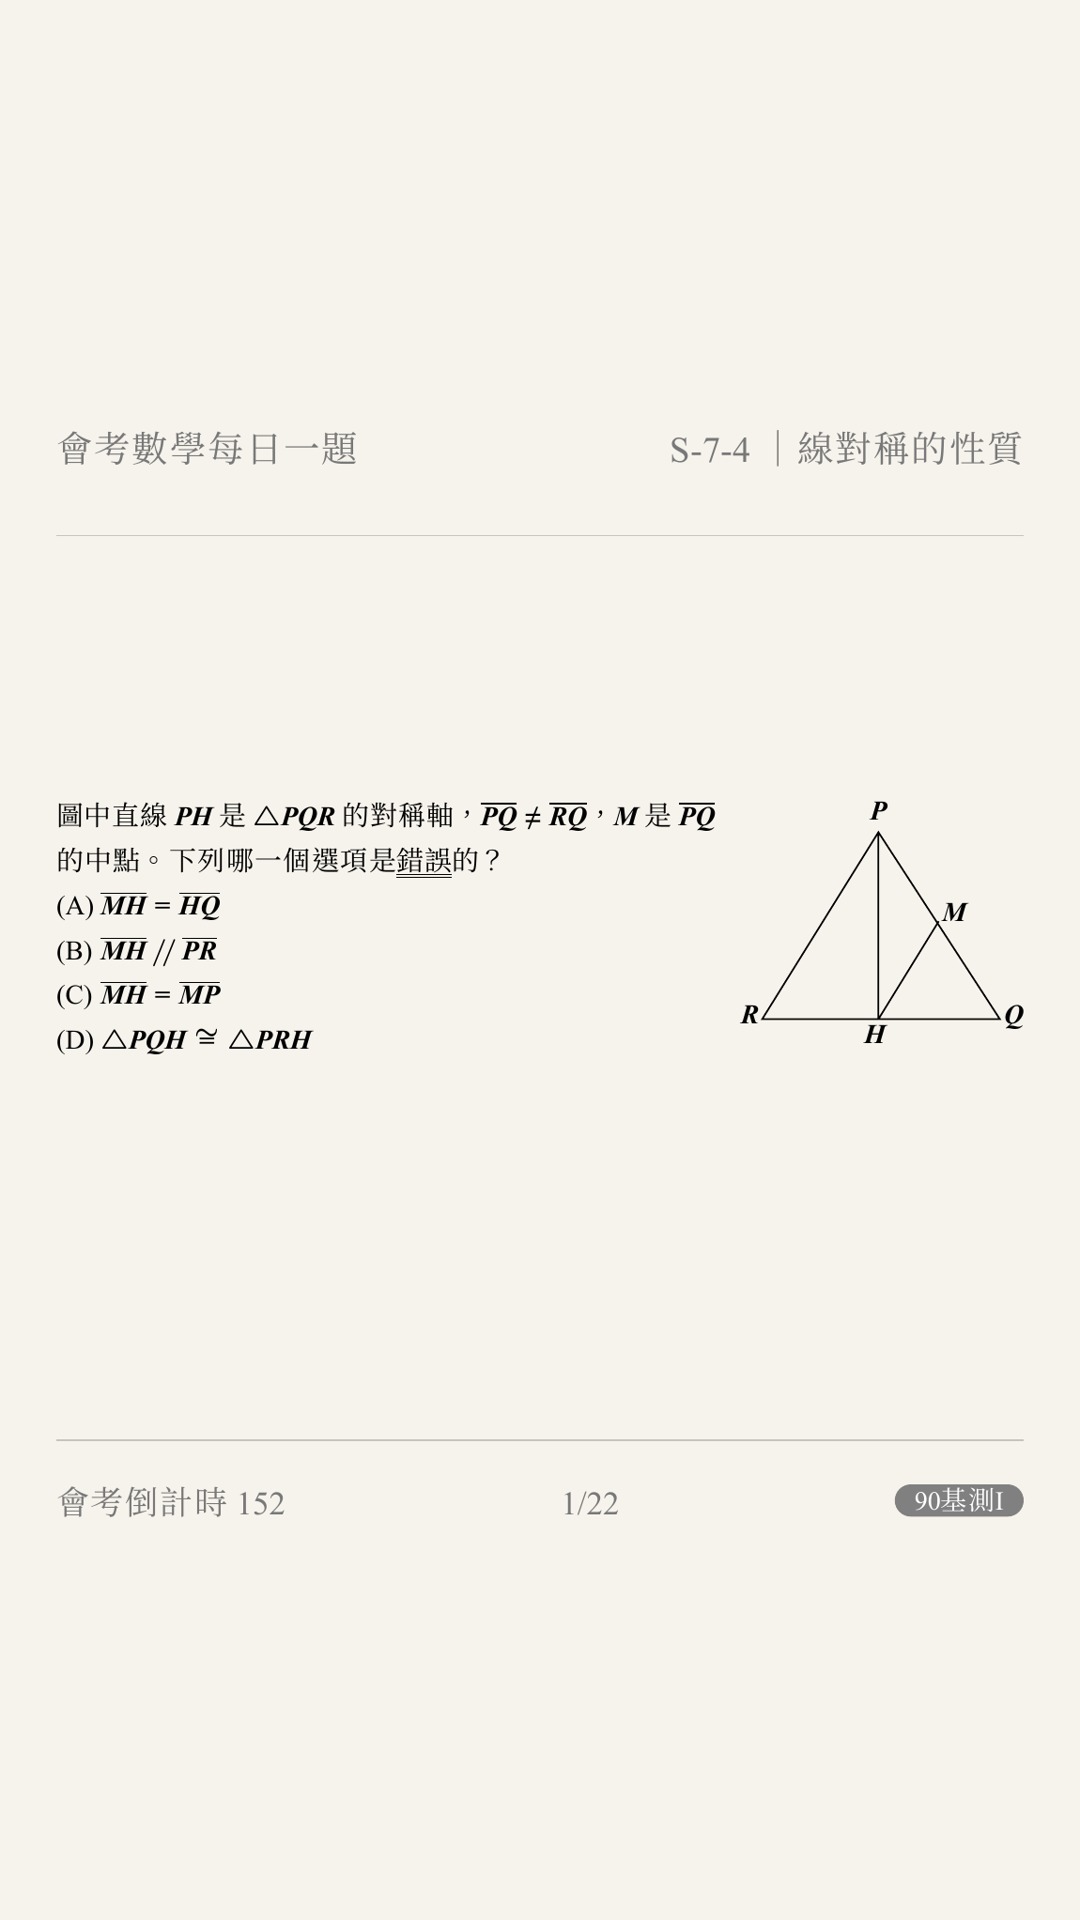 會考數學每日一題
S-7-4｜線對稱的性質
圖中直線 PH 是 △PQR 的對稱軸，PQ ≠ RQ，M 是 PQ
的中點。下列哪一個選項是錯誤的？
(A) MH = HQ
(B) MH // PR
(C) MH = MP
(D) △PQH ≅ △PRH
P
M
R
H
Q
會考倒計時 152
1/22
90基測I